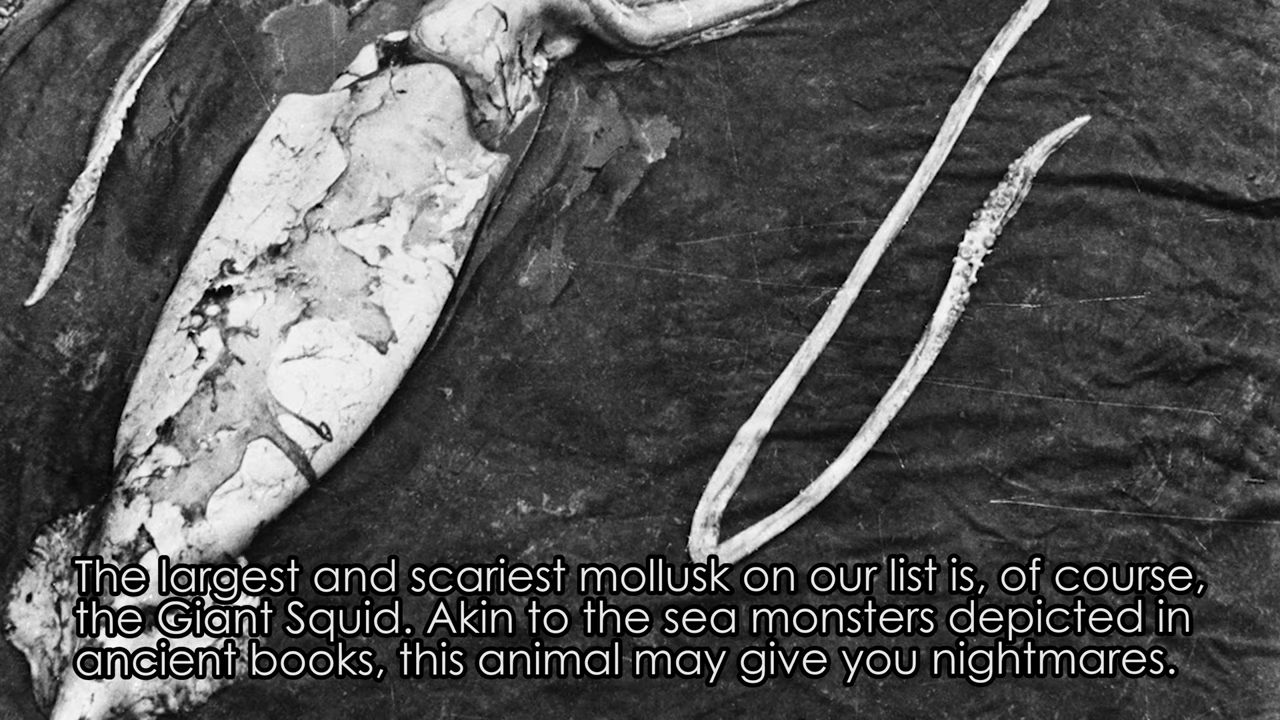 The largest and scariest mollusk on our list is, of course,
the Giant Squid. Akin to the sea monsters depicted in
ancient books, this animal may give you nightmares.